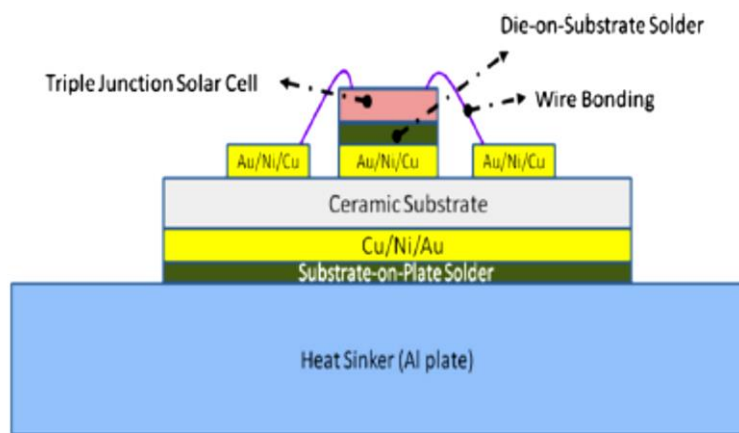 Die-on-Substrate Solder
Triple Junction Solar Cell
Wire Bonding
Au/Ni/Cu
Au/Ni/Cu
Au/Ni/Cu
Ceramic Substrate
Cu/Ni/Au
Substrate-on-Plate Solder
Heat Sinker (Al plate)